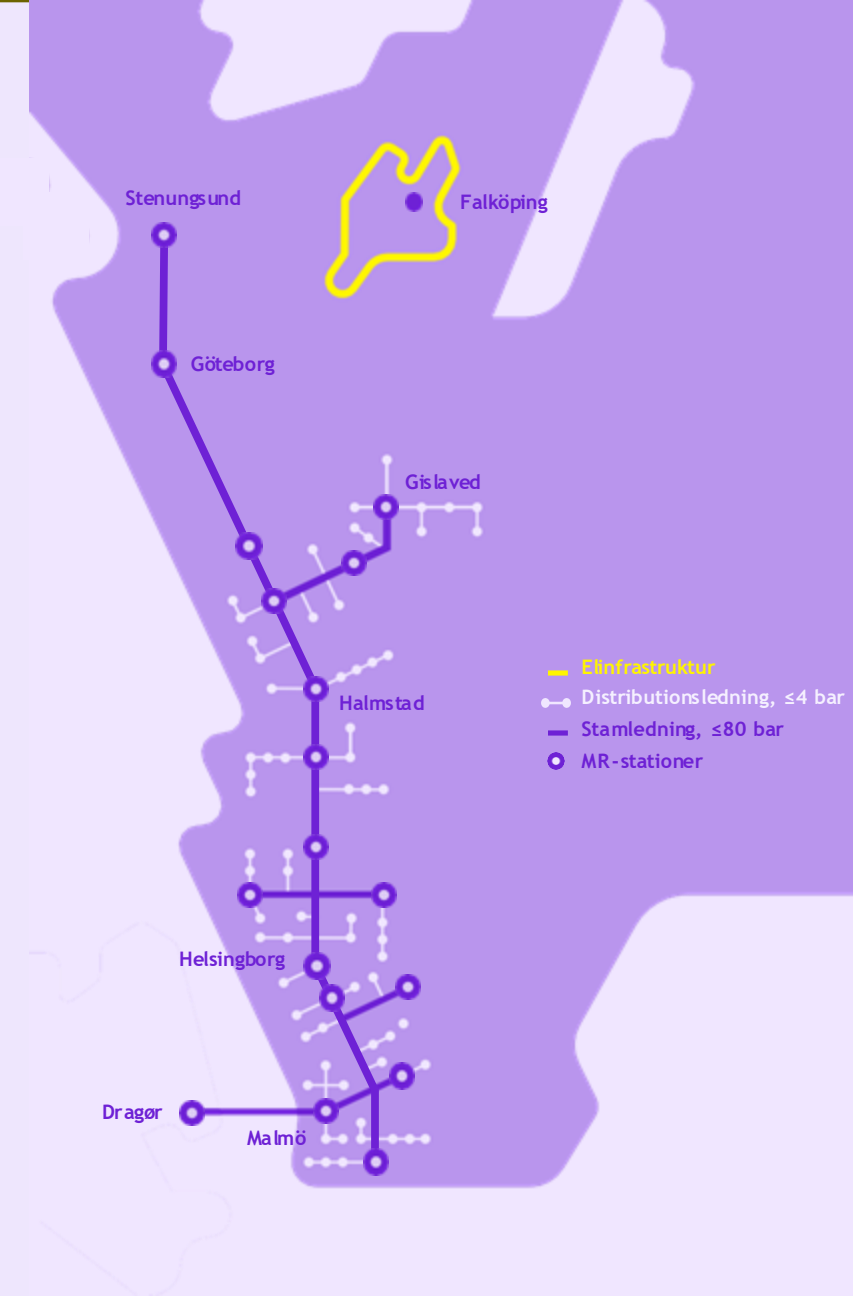 Stenungsund
Falköping
Göteborg
Gislaved
Elinfrastruktur
Distributionsledning, ≤4 bar
Halmstad
Stamledning, ≤80 bar
MR-stationer
Helsingborg
Dragør
Malmö